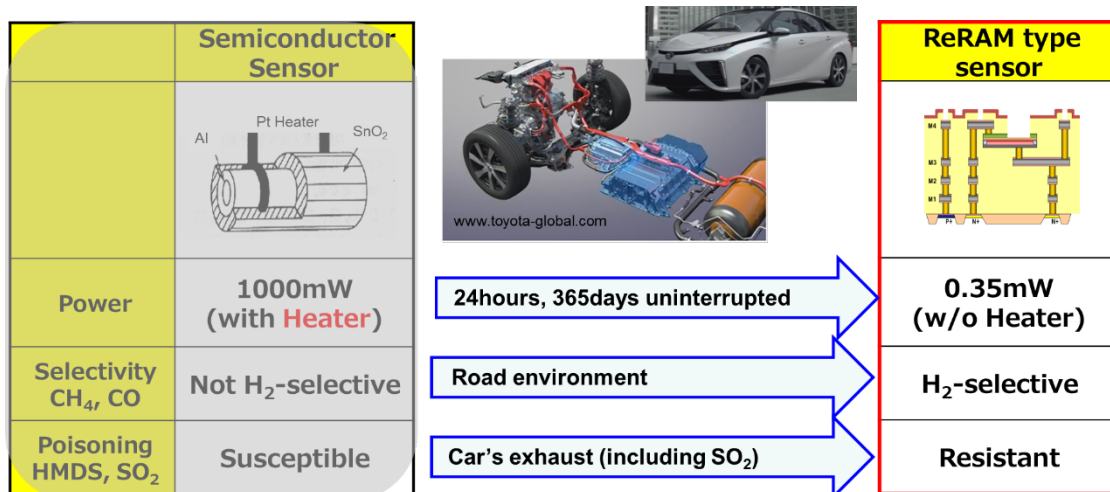 Semiconductor
Sensor
Pt Heater
SnO₂
Al
www.toyota-global.com
ReRAM type
sensor
M4
M3
M2
M1
P+
N+
N+
Power
1000mW
(with Heater)
24hours, 365days uninterrupted
0.35mW
(w/o Heater)
Selectivity
CH₄, CO
Not H₂-selective
Road environment
H₂-selective
Poisoning
HMDS, SO₂
Susceptible
Car’s exhaust (including SO₂)
Resistant